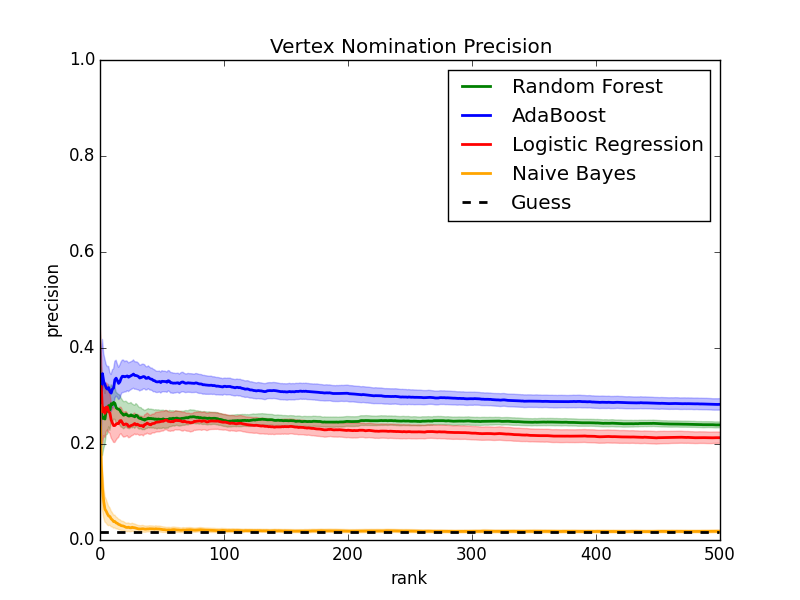 Vertex Nomination Precision
1.0
0.8
0.6
0.4
0.2
0.0
precision
Random Forest
AdaBoost
Logistic Regression
Naive Bayes
Guess
0 100 200 300 400 500
rank